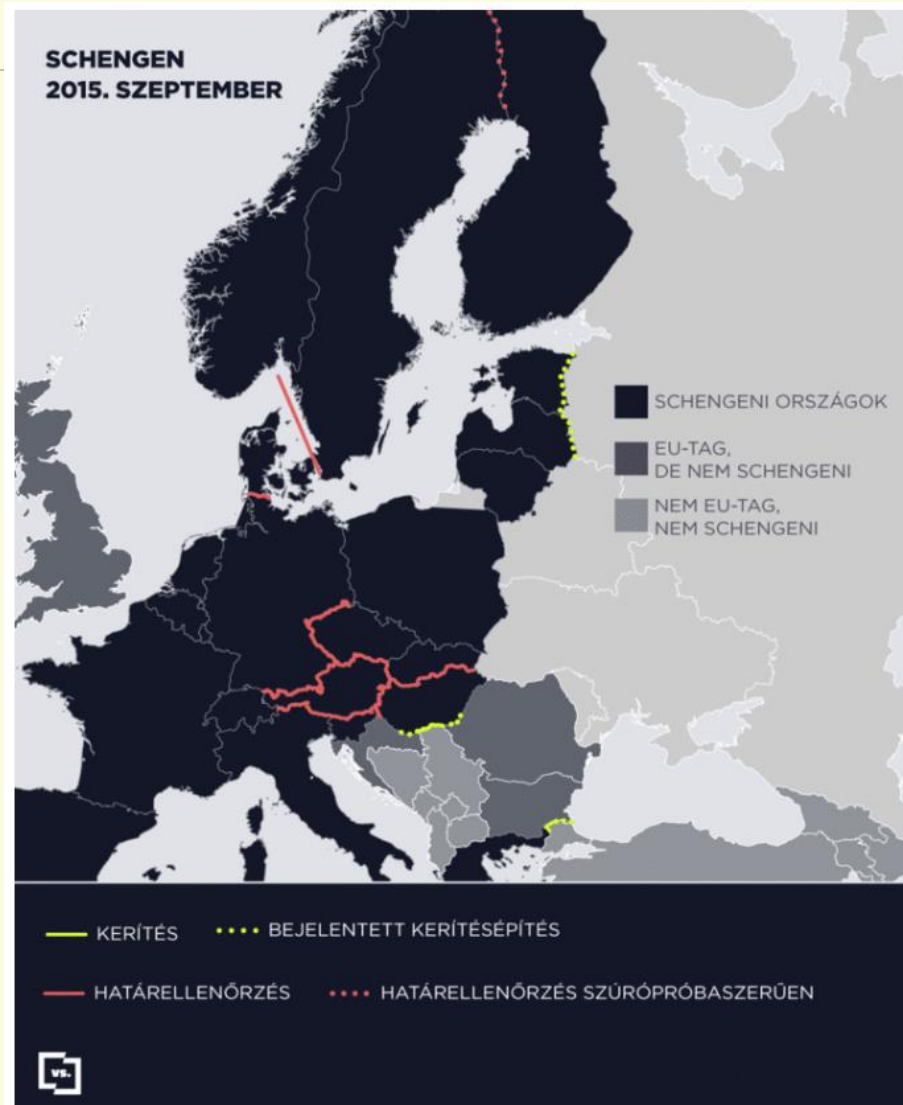 SCHENGEN
2015. SZEPTEMBER
SCHENGENI ORSZÁGOK
EU-TAG,
DE NEM SCHENGENI
NEM EU-TAG,
NEM SCHENGENI
KERÍTÉS
BEJELENTETT KERÍTÉSÉPÍTÉS
HATÁRELLENŐRZÉS
HATÁRELLENŐRZÉS SZÚRÓPRÓBASZERŰEN
vs.